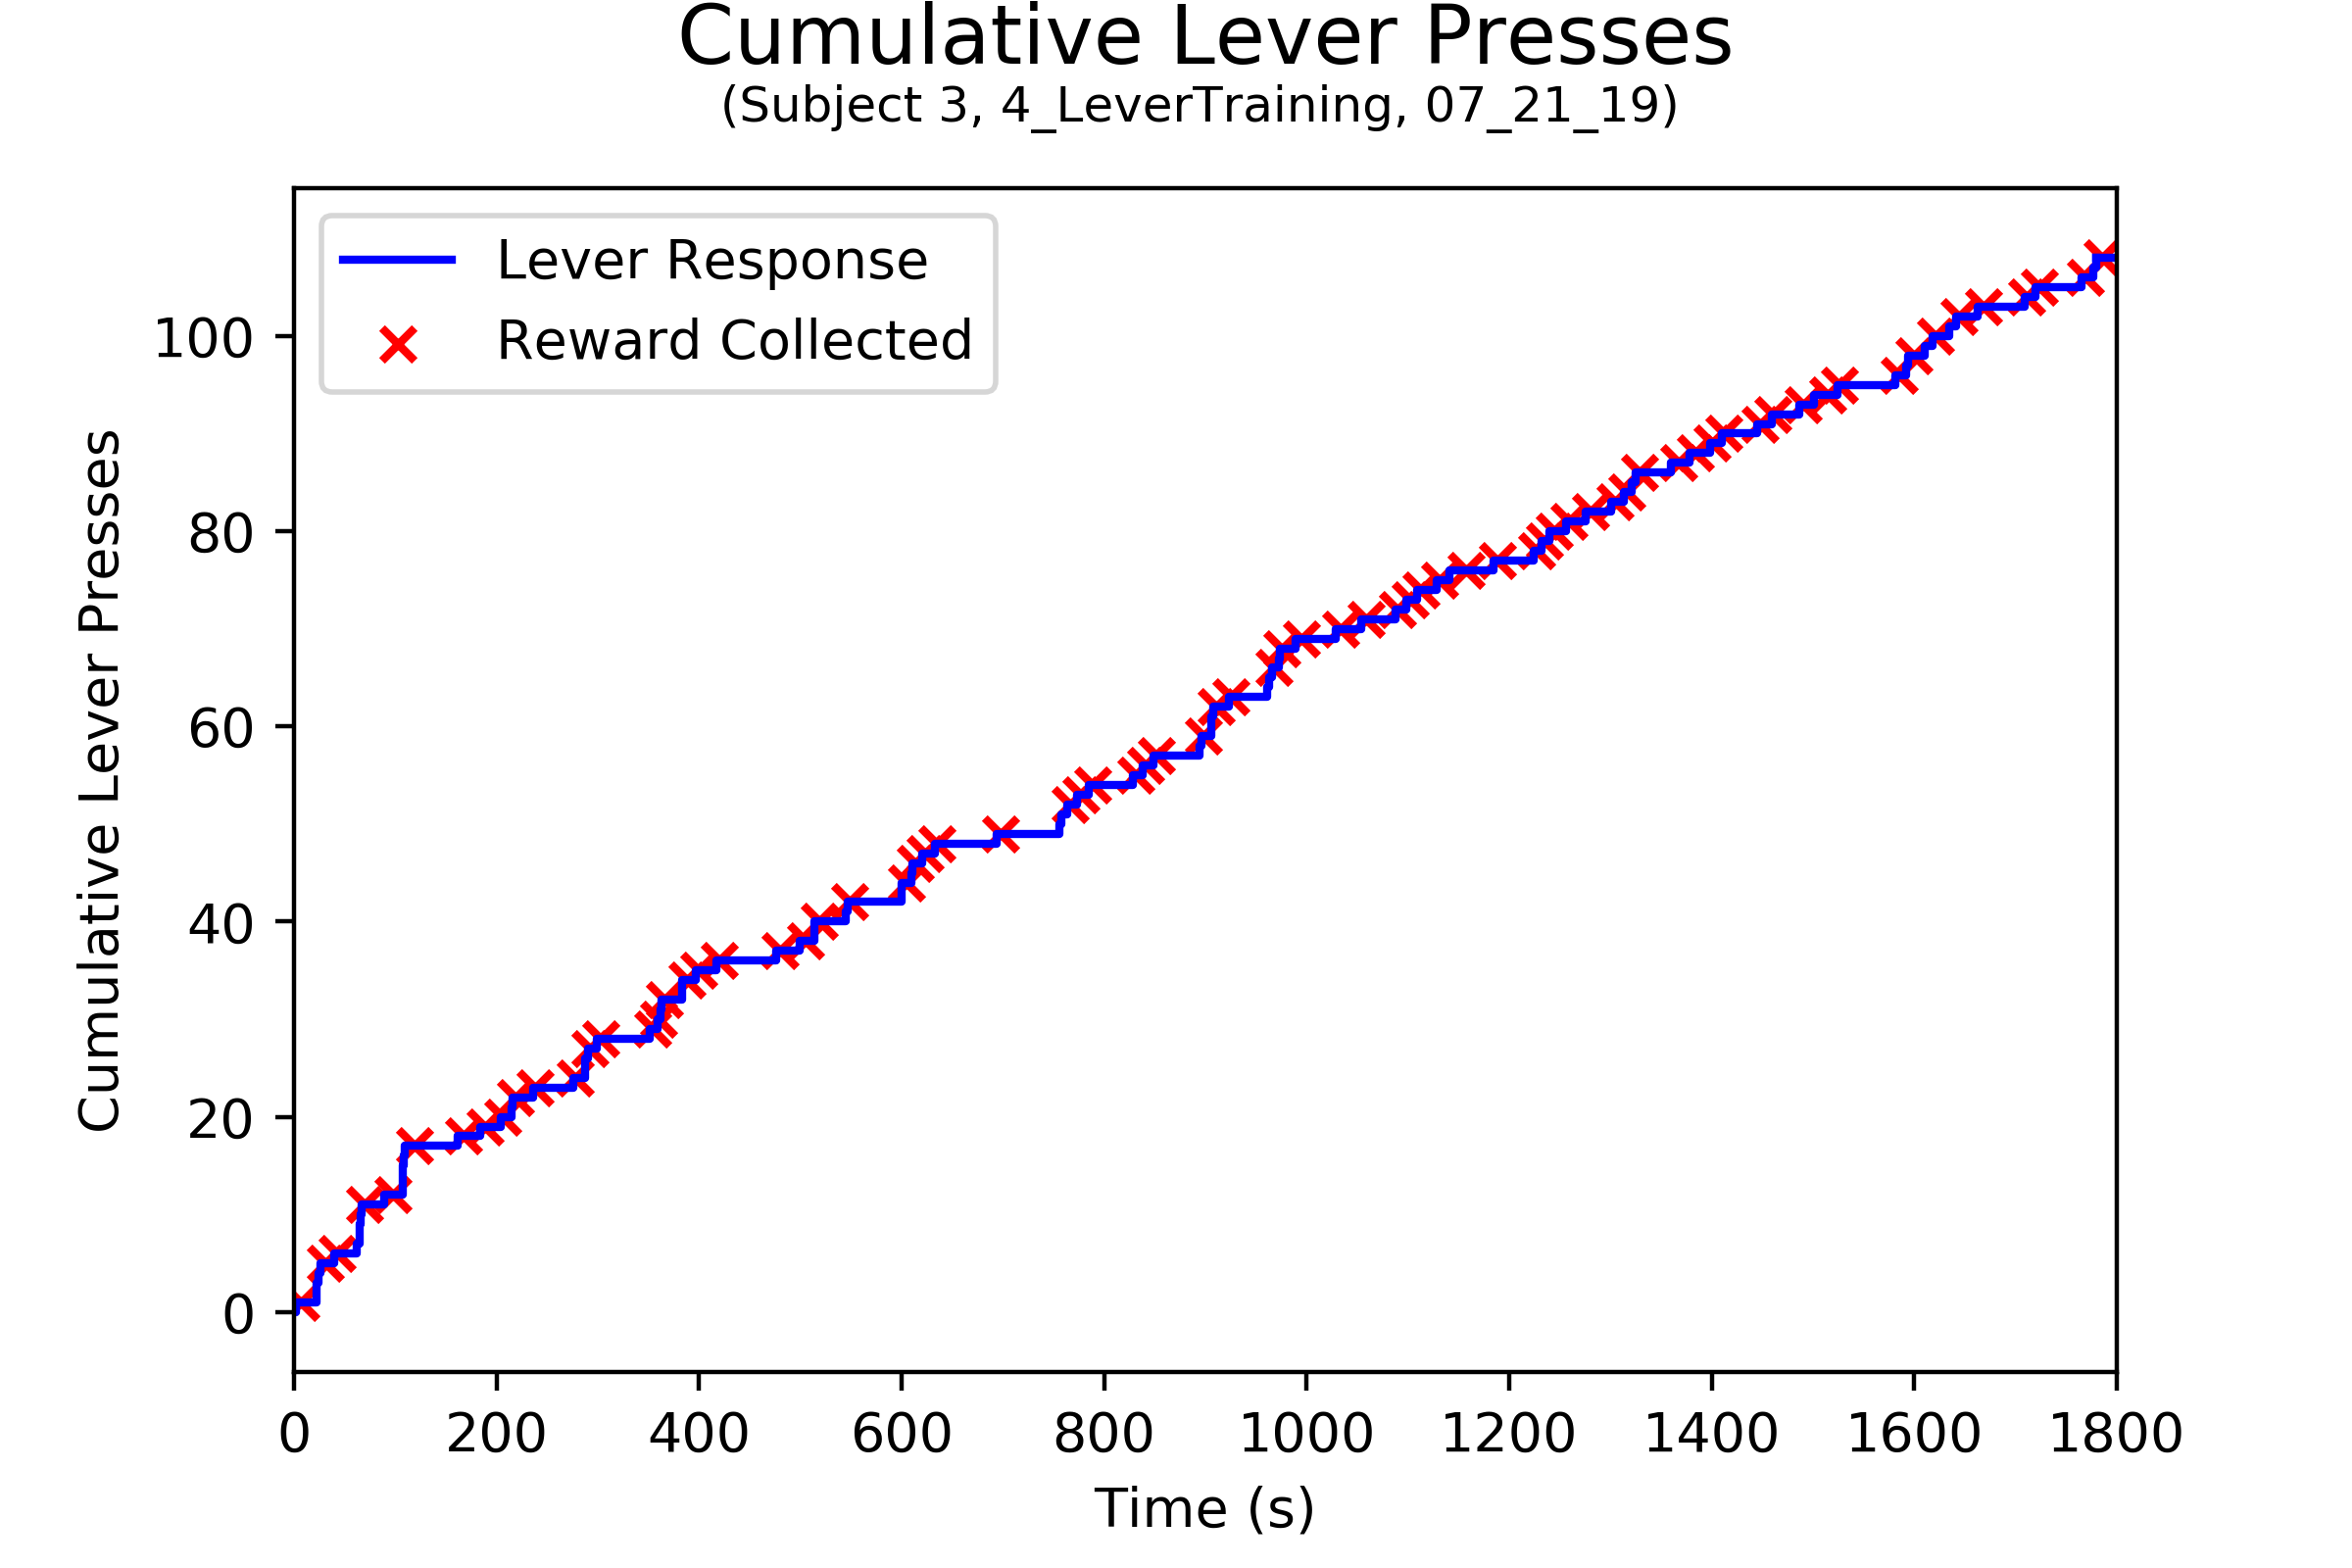 Cumulative Lever Presses
(Subject 3, 4_LeverTraining, 07_21_19)
Lever Response
Reward Collected
Cumulative Lever Presses
100
80
60
40
20
0
0 200 400 600 800 1000 1200 1400 1600 1800
Time (s)